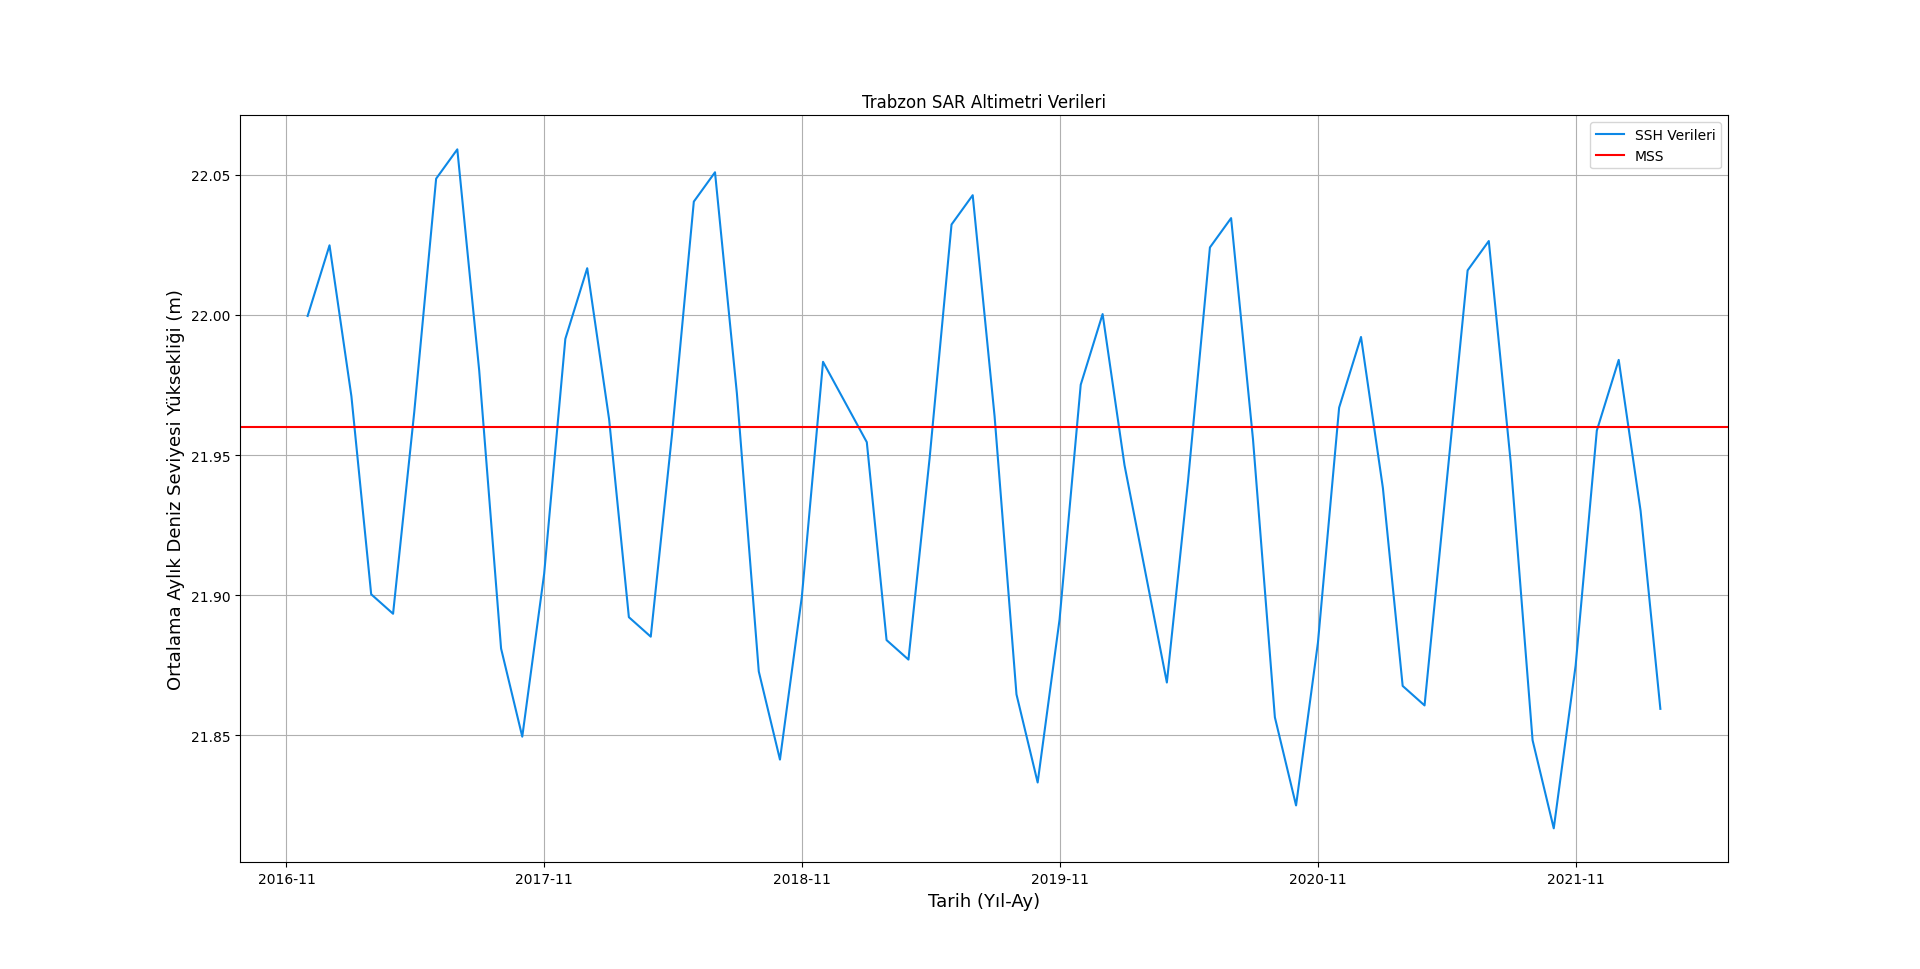 Trabzon SAR Altimetri Verileri
SSH Verileri
MSS
Ortalama Aylık Deniz Seviyesi Yüksekliği (m)
22.05
22.00
21.95
21.90
21.85
2016-11 2017-11 2018-11 2019-11 2020-11 2021-11
Tarih (Yıl-Ay)